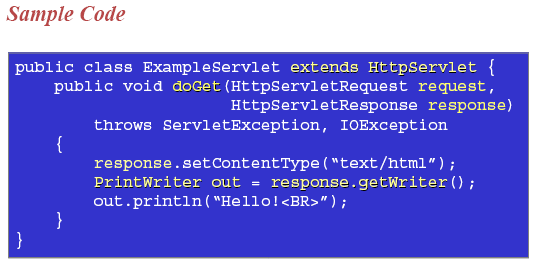 Sample Code
public class ExampleServlet extends HttpServlet {
    public void doGet(HttpServletRequest request,
                      HttpServletResponse response)
        throws ServletException, IOException
    {
        response.setContentType(“text/html”);
        PrintWriter out = response.getWriter();
        out.println(“Hello!<BR>”);
    }
}